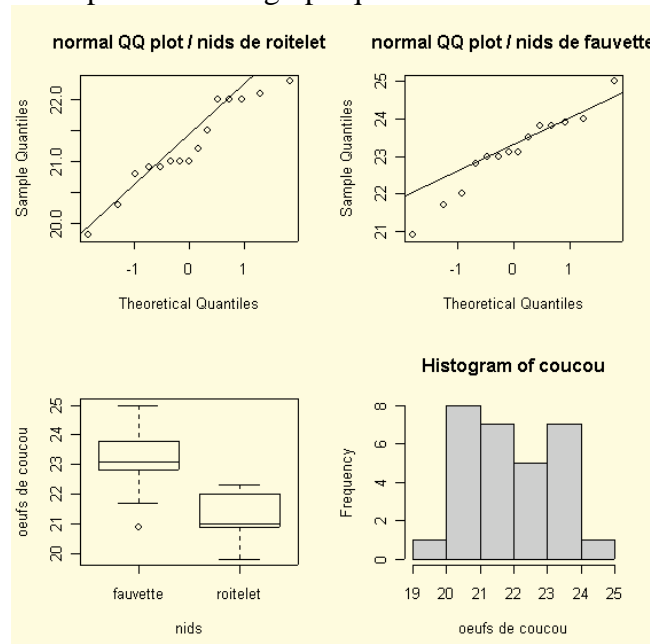 normal QQ plot / nids de roitelet
Sample Quantiles
22.0
21.0
20.0
-1 0 1
Theoretical Quantiles
normal QQ plot / nids de fauvette
Sample Quantiles
25
24
23
22
21
-1 0 1
Theoretical Quantiles
oeufs de coucou
25
24
23
22
21
20
fauvette roitelet
nids
Histogram of coucou
Frequency
8
6
4
2
0
19 20 21 22 23 24 25
oeufs de coucou